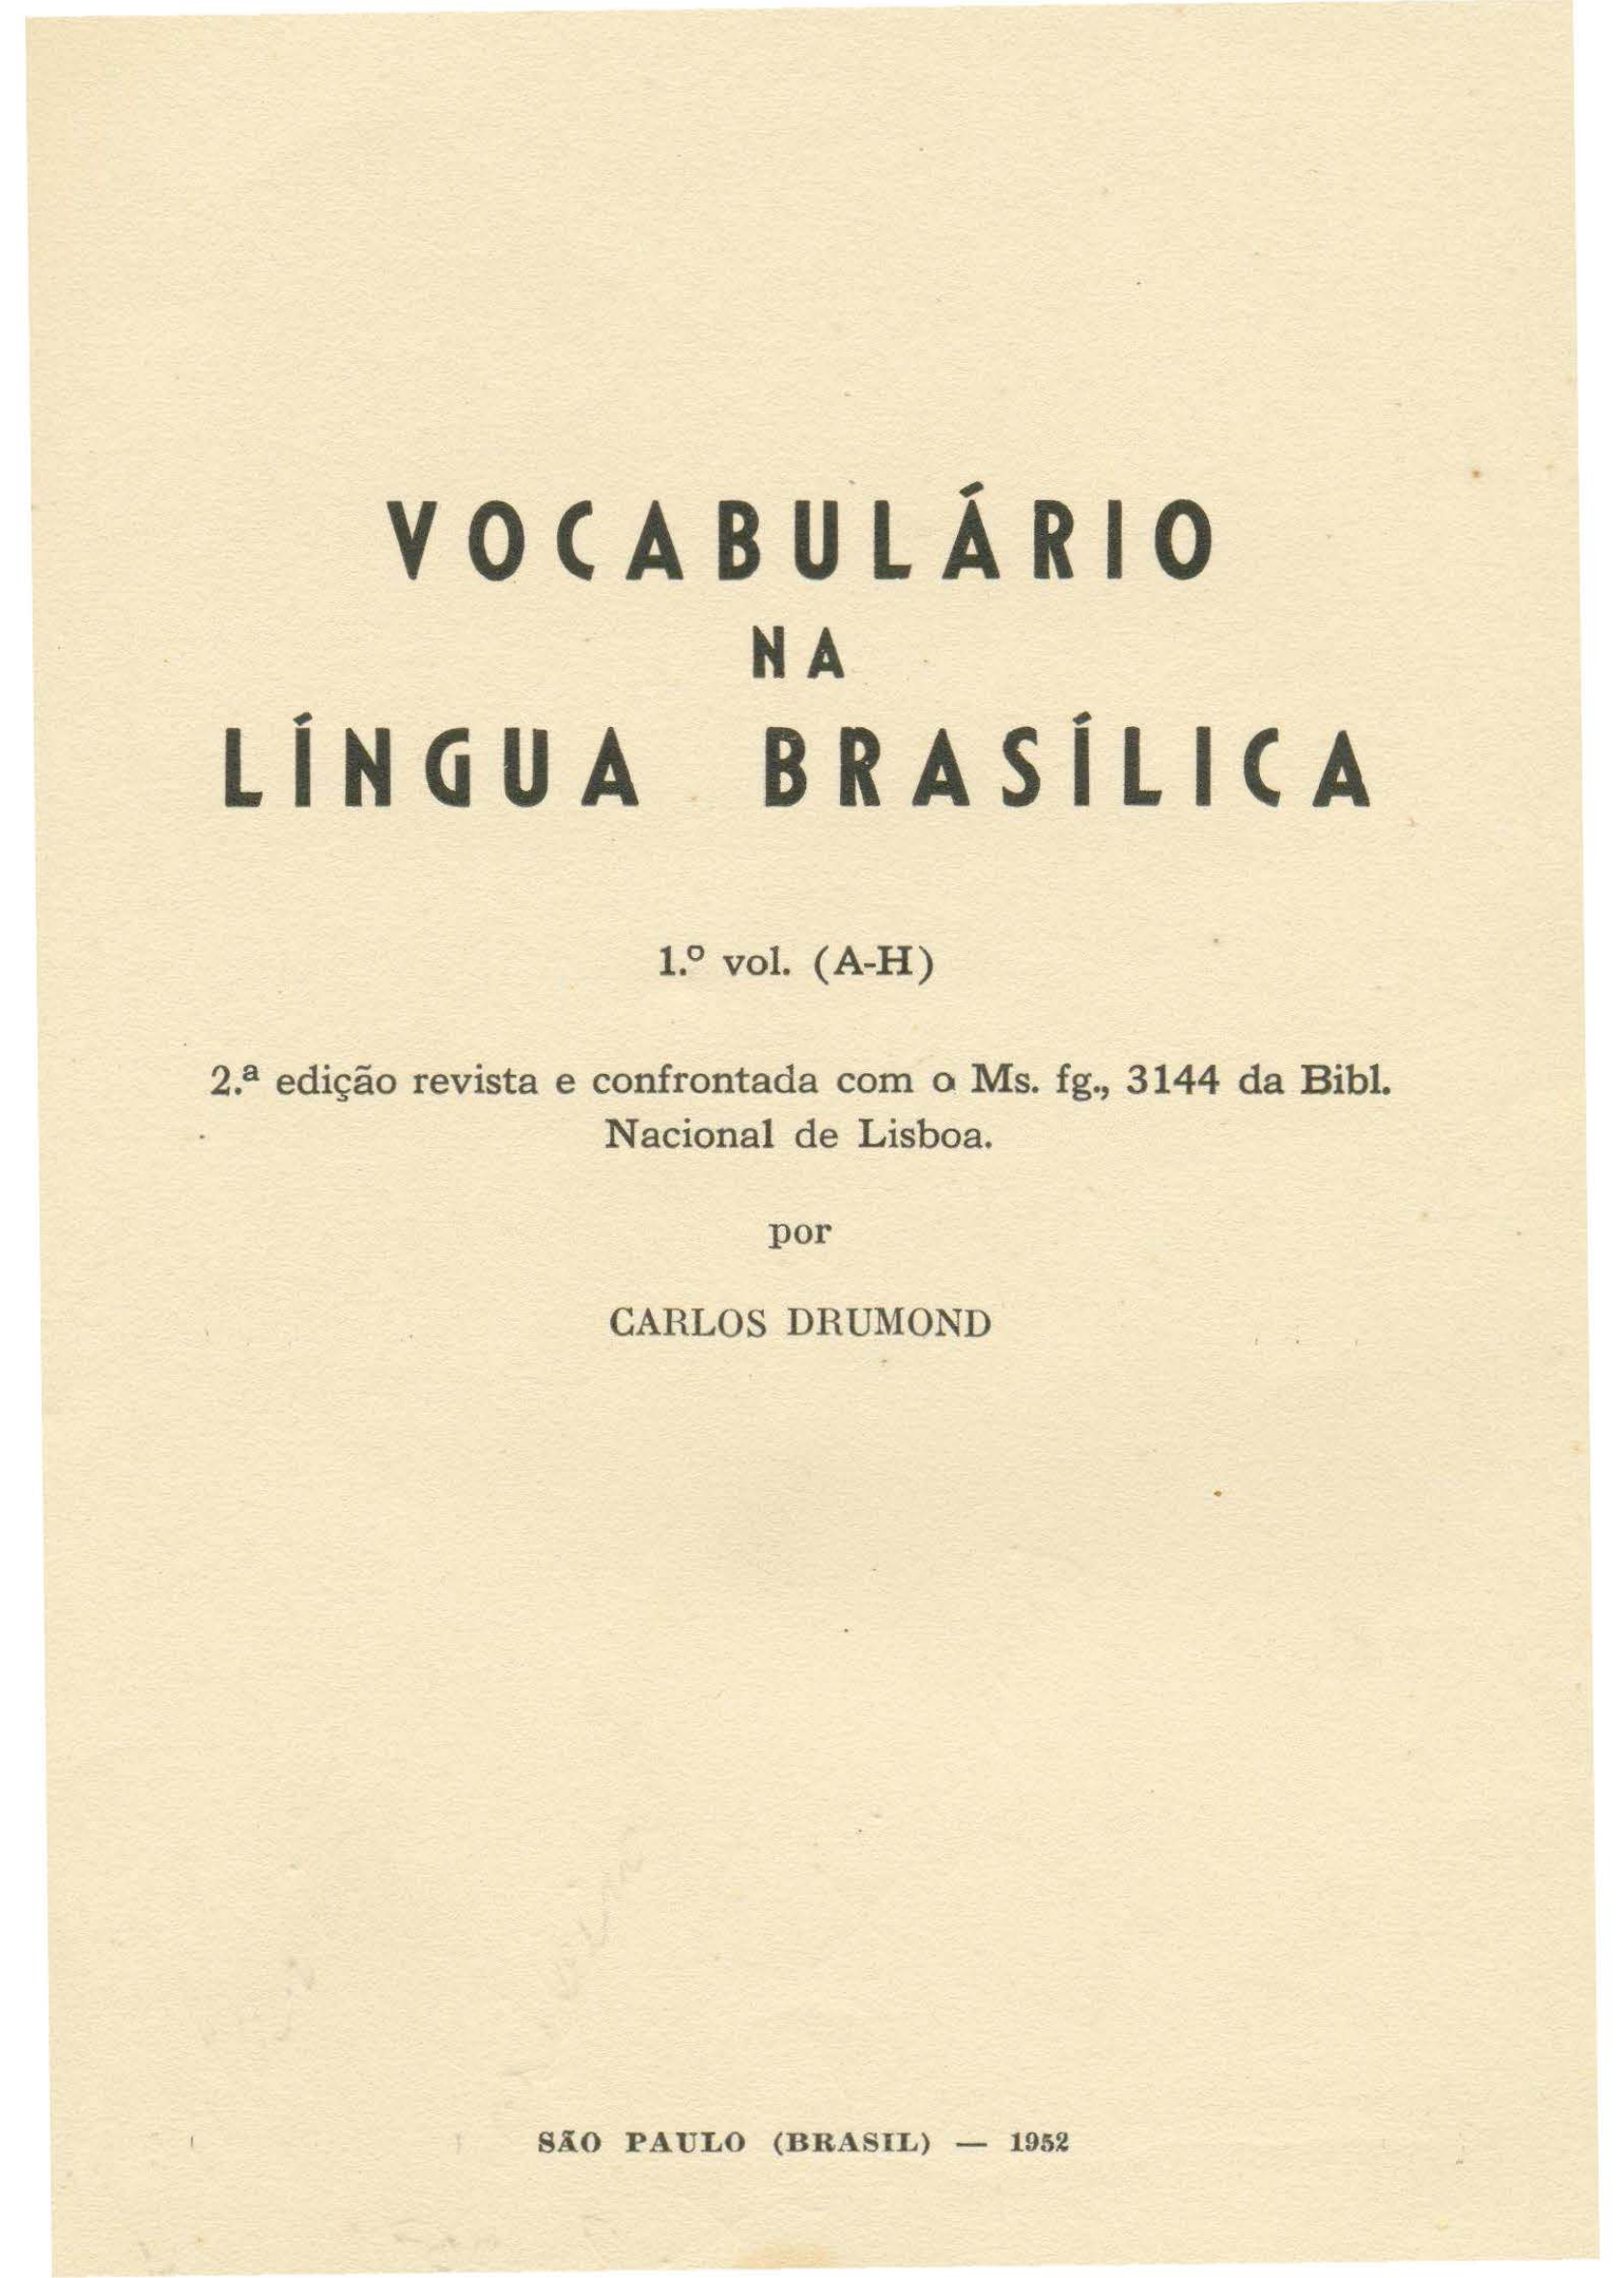 VOCABULÁRIO
NA
LÍNGUA BRASÍLICA
1.º vol. (A-H)
2.ª edição revista e confrontada com o Ms. fg., 3144 da Bibl.
Nacional de Lisboa.
por
CARLOS DRUMOND
SÃO PAULO (BRASIL) — 1952